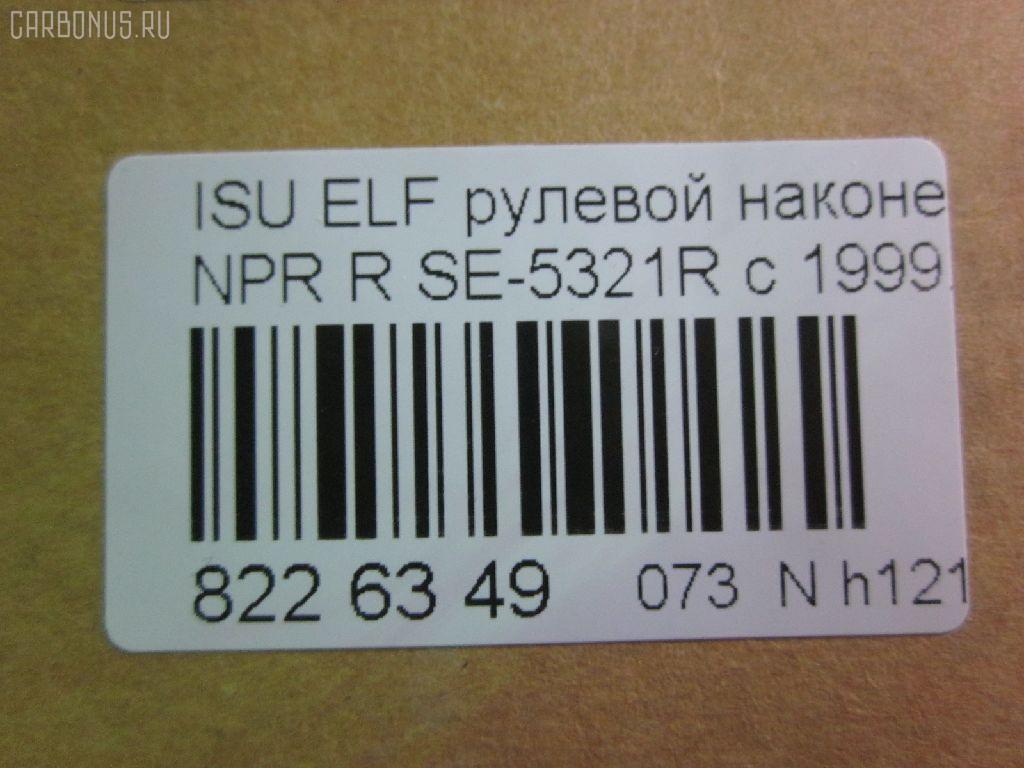 CARBONUS.RU
ISU ELF рулевой наконе
NPR R SE-5321R с 1999.
822 63 49 073 N h121